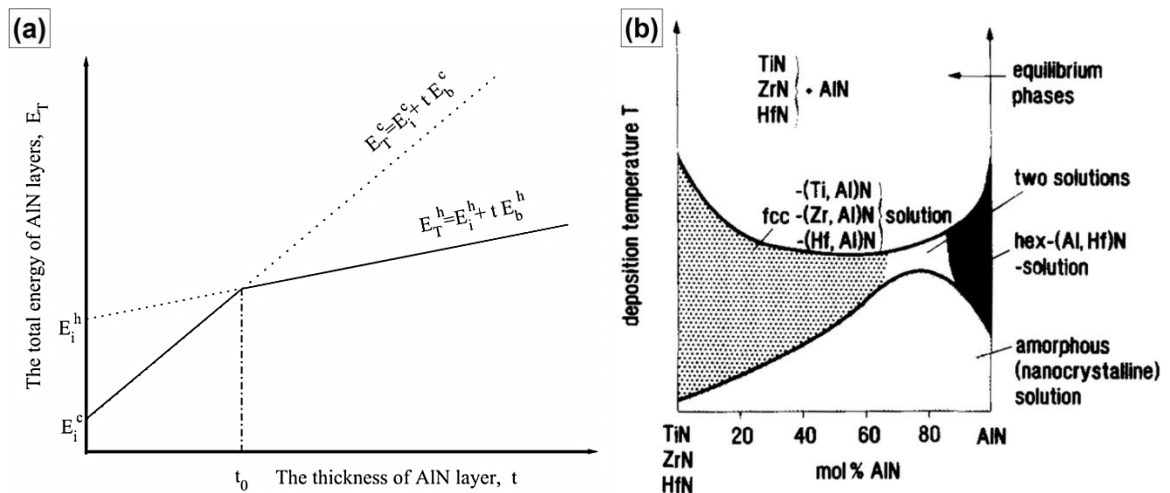 (a)
The total energy of AlN layers, E_T
E_T^c=E_i^c+ t E_b^c
E_T^h=E_i^h+ t E_b^h
E_i^h
E_i^c
t_0 The thickness of AlN layer, t
(b)
deposition temperature T
TiN
ZrN + AlN
HfN
equilibrium
phases
-(Ti, Al)N
fcc -(Zr, Al)N solution
-(Hf, Al)N
two solutions
hex-(Al, Hf)N
-solution
amorphous
(nanocrystalline)
solution
TiN 20 40 60 80 AlN
ZrN
HfN
mol % AlN